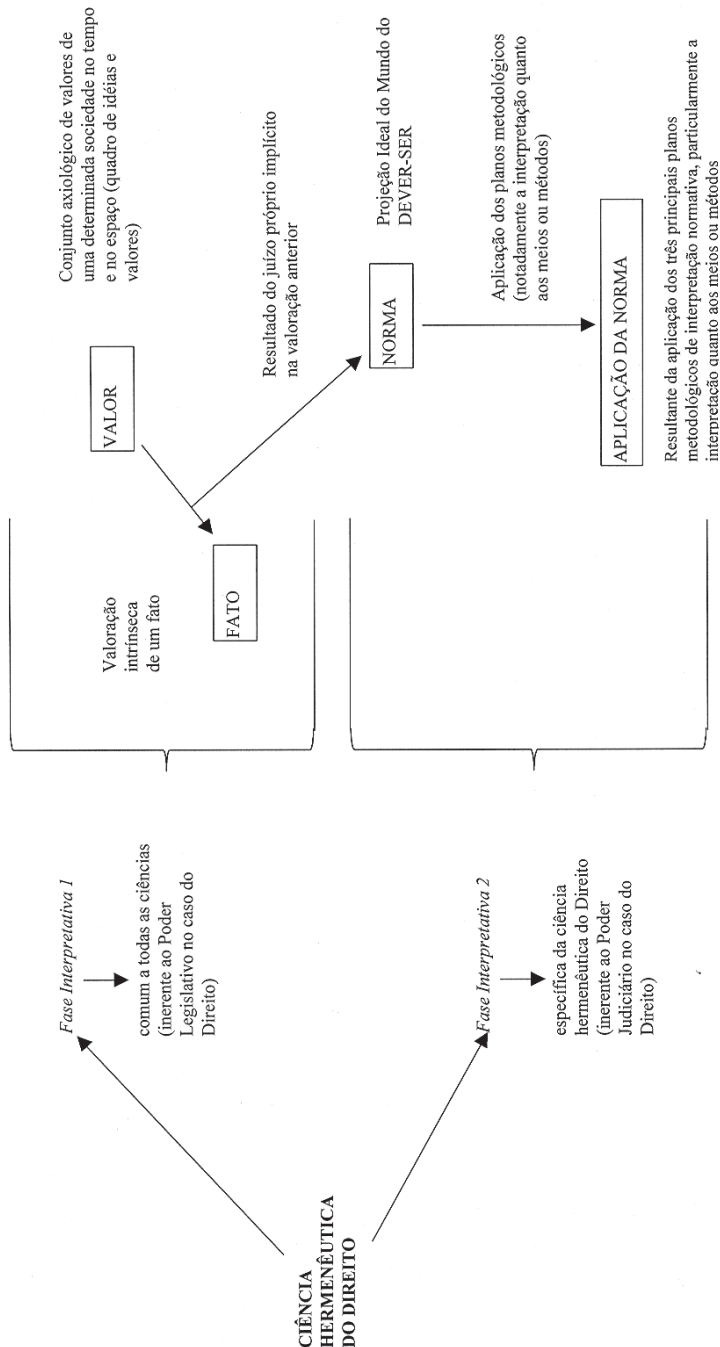 CIÊNCIA
HERMENÊUTICA
DO DIREITO
Fase Interpretativa 1
comum a todas as ciências
(inerente ao Poder
Legislativo no caso do
Direito)
Valoração
intrínseca
de um fato
FATO
VALOR
Conjunto axiológico de valores de
uma determinada sociedade no tempo
e no espaço (quadro de idéias e
valores)
Resultado do juízo próprio implícito
na valoração anterior
Fase Interpretativa 2
específica da ciência
hermenêutica do Direito
(inerente ao Poder
Judiciário no caso do
Direito)
NORMA
Projeção Ideal do Mundo do
DEVER-SER
Aplicação dos planos metodológicos
(notadamente a interpretação quanto
aos meios ou métodos)
APLICAÇÃO DA NORMA
Resultante da aplicação dos três principais planos
metodológicos de interpretação normativa, particularmente a
interpretação quanto aos meios ou métodos